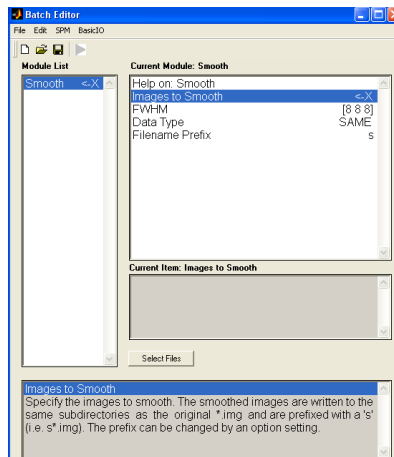 Batch Editor
File Edit SPM BasicIO
Module List
Current Module: Smooth
Smooth <-X
Help on: Smooth
Images to Smooth <-X
FWHM [8 8 8]
Data Type SAME
Filename Prefix s
Current Item: Images to Smooth
Select Files
Images to Smooth
Specify the images to smooth. The smoothed images are written to the
same subdirectories as the original *.img and are prefixed with a 's'
(i.e. s*.img). The prefix can be changed by an option setting.